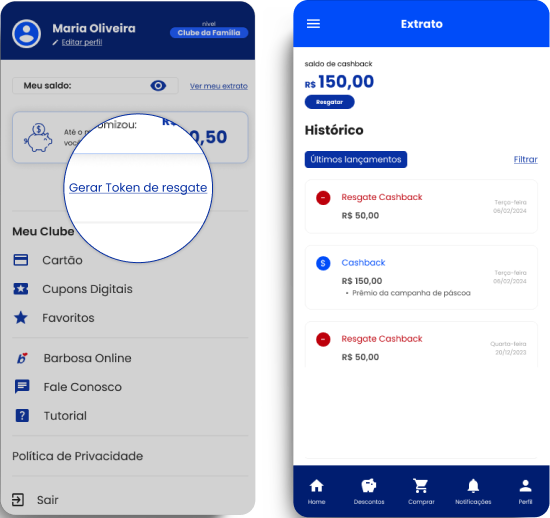 Maria Oliveira
Editar perfil
nível
Clube da Família
Meu saldo:
Ver meu extrato
Até o
omizou:
voc
0,50
Gerar Token de resgate
Meu Clube
Cartão
Cupons Digitais
Favoritos
Barbosa Online
Fale Conosco
Tutorial
Política de Privacidade
Sair
Extrato
saldo de cashback
R$ 150,00
Resgatar
Histórico
Últimos lançamentos
Filtrar
Resgate Cashback
R$ 50,00
Terça-feira
06/02/2024
Cashback
R$ 150,00
• Prêmio da campanha de páscoa
Terça-feira
06/02/2024
Resgate Cashback
R$ 50,00
Quarta-feira
20/12/2023
Home
Descontos
Comprar
Notificações
Perfil